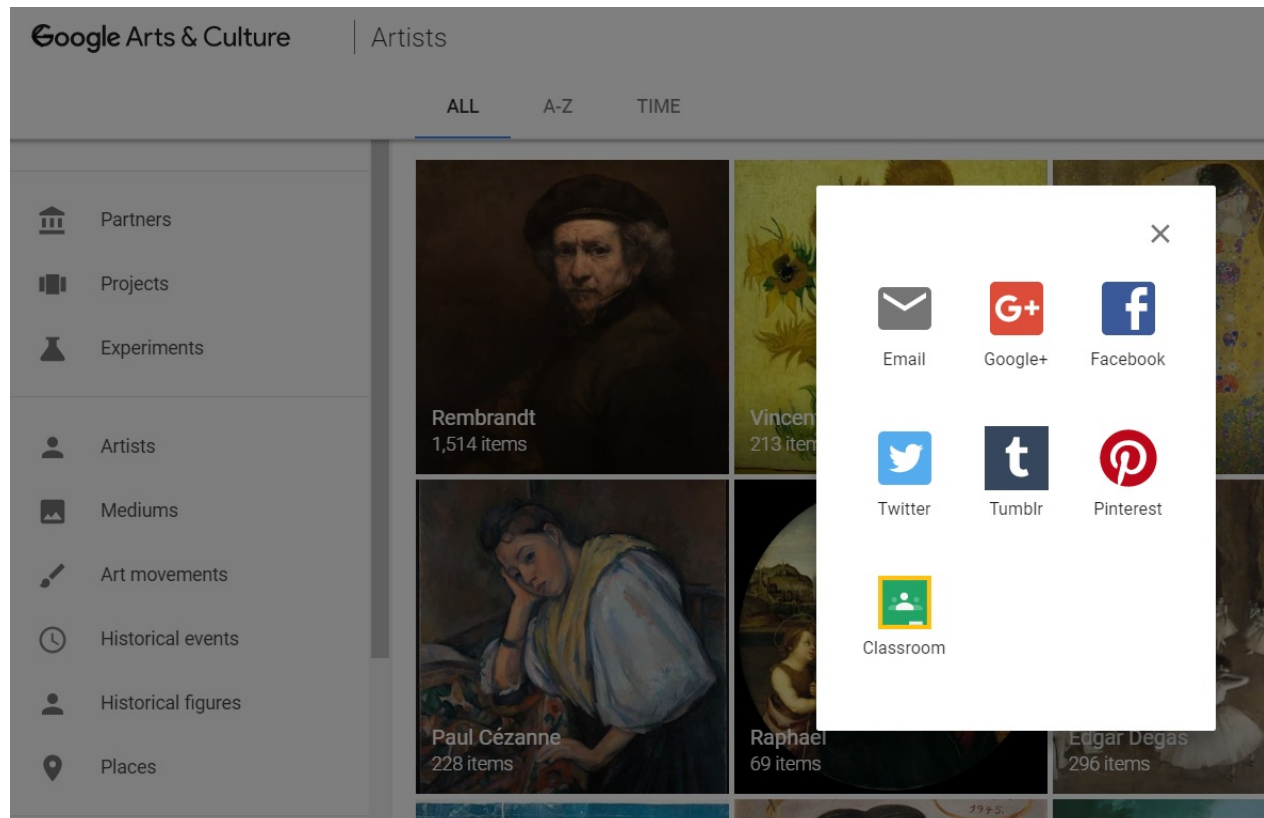 Google Arts & Culture
Artists
ALL A-Z TIME
Partners
Projects
Experiments
Artists
Mediums
Art movements
Historical events
Historical figures
Places
Rembrandt
1,514 items
Paul Cézanne
228 items
Raphael
69 items
Edgar Degas
296 items
1945.
Email Google+ Facebook
Twitter Tumblr Pinterest
Classroom